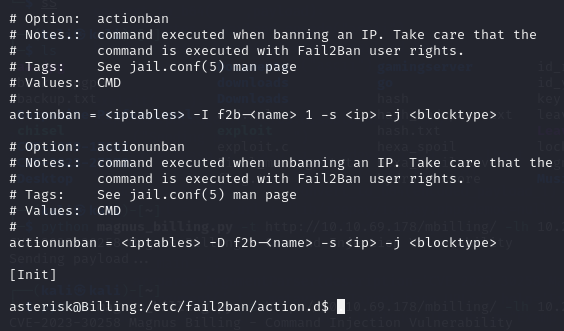 # Option:  actionban
# Notes.:  command executed when banning an IP. Take care that the
#          command is executed with Fail2Ban user rights.
# Tags:    See jail.conf(5) man page
# Values:  CMD
#
actionban = <iptables> -I f2b-<name> 1 -s <ip> -j <blocktype>

# Option:  actionunban
# Notes.:  command executed when unbanning an IP. Take care that the
#          command is executed with Fail2Ban user rights.
# Tags:    See jail.conf(5) man page
# Values:  CMD
#
actionunban = <iptables> -D f2b-<name> -s <ip> -j <blocktype>

[Init]

asterisk@Billing:/etc/fail2ban/action.d$